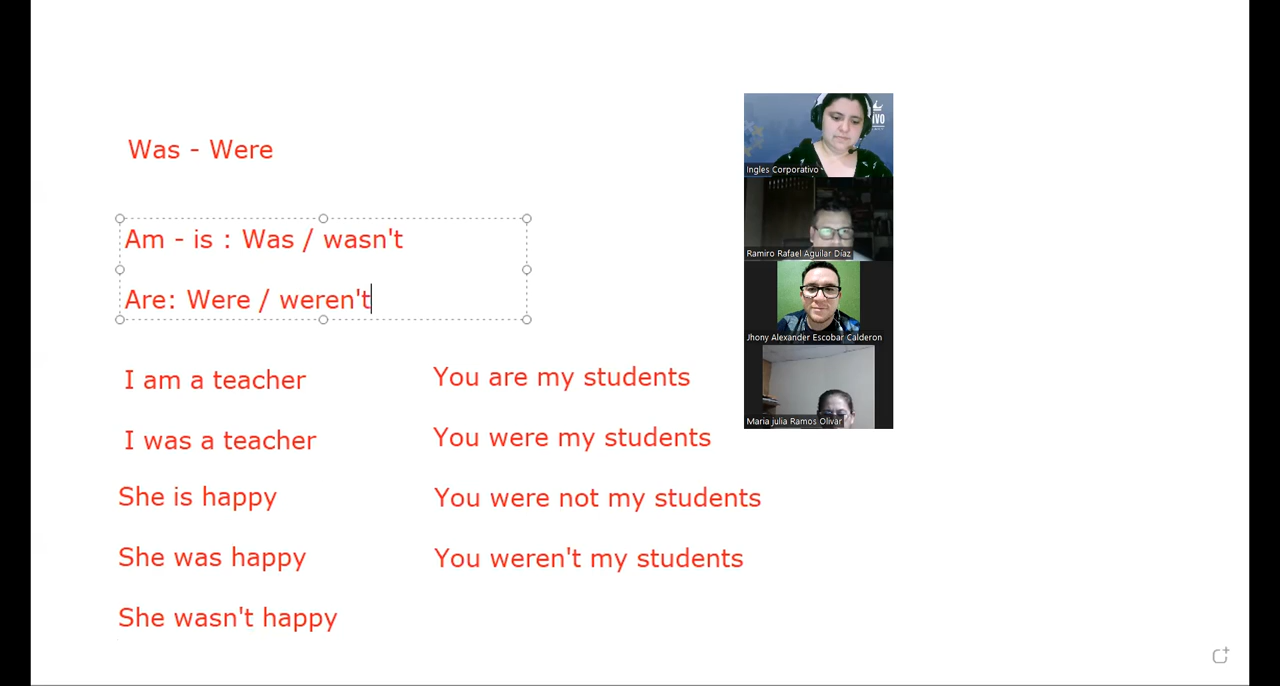 Was - Were
Am - is : Was / wasn't
Are: Were / weren't
I am a teacher
I was a teacher
She is happy
She was happy
She wasn't happy
You are my students
You were my students
You were not my students
You weren't my students
Ingles Corporativo
Ramiro Rafael Aguilar Díaz
Jhony Alexander Escobar Calderon
Maria julia Ramos Olivar